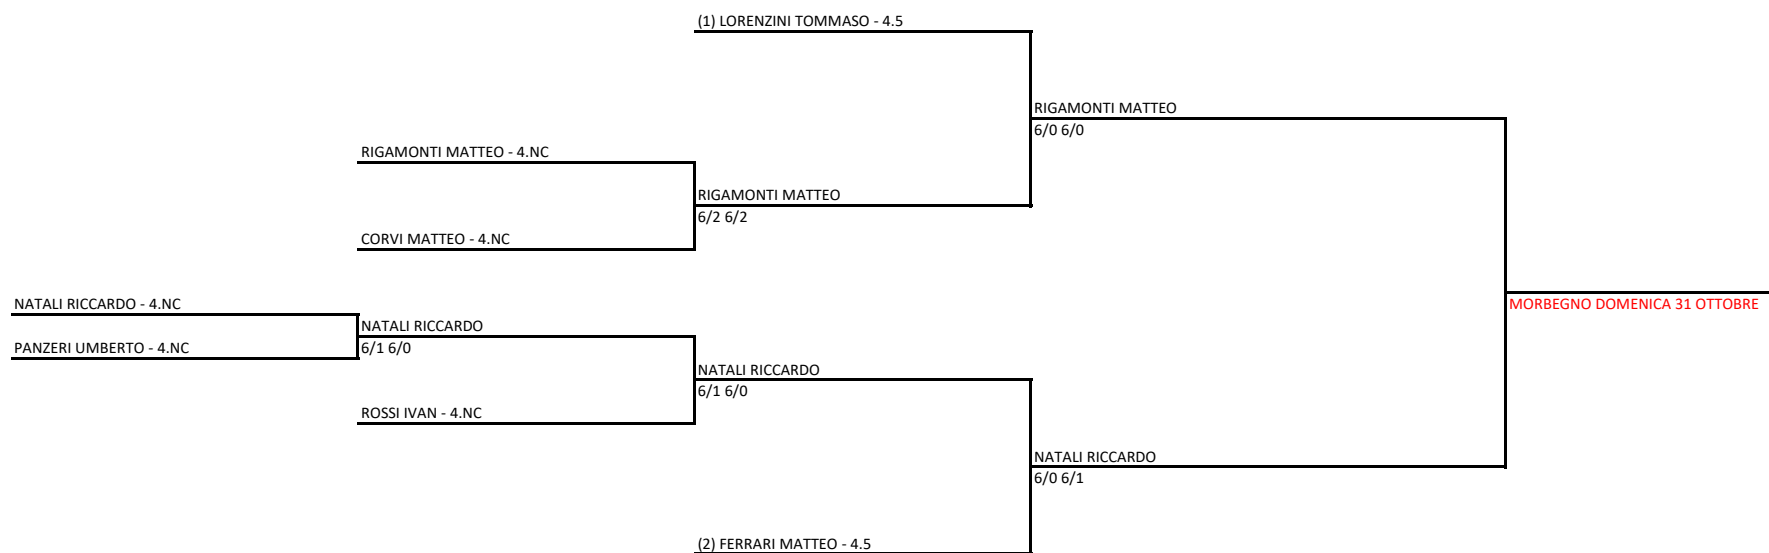 (1) LORENZINI TOMMASO - 4.5
RIGAMONTI MATTEO
6/0 6/0
RIGAMONTI MATTEO - 4.NC
RIGAMONTI MATTEO
6/2 6/2
CORVI MATTEO - 4.NC
NATALI RICCARDO - 4.NC
MORBEGNO DOMENICA 31 OTTOBRE
NATALI RICCARDO
PANZERI UMBERTO - 4.NC
6/1 6/0
NATALI RICCARDO
6/1 6/0
ROSSI IVAN - 4.NC
NATALI RICCARDO
6/0 6/1
(2) FERRARI MATTEO - 4.5